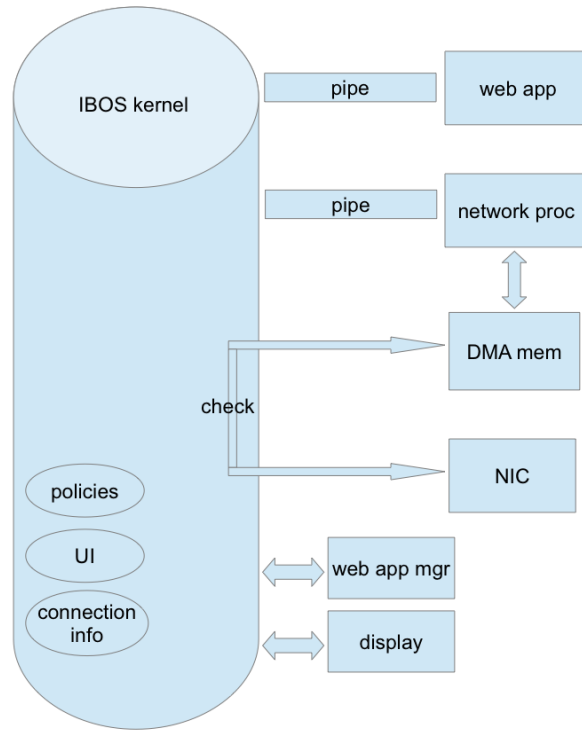 IBOS kernel
pipe
web app
pipe
network proc
DMA mem
check
NIC
policies
UI
web app mgr
connection
info
display